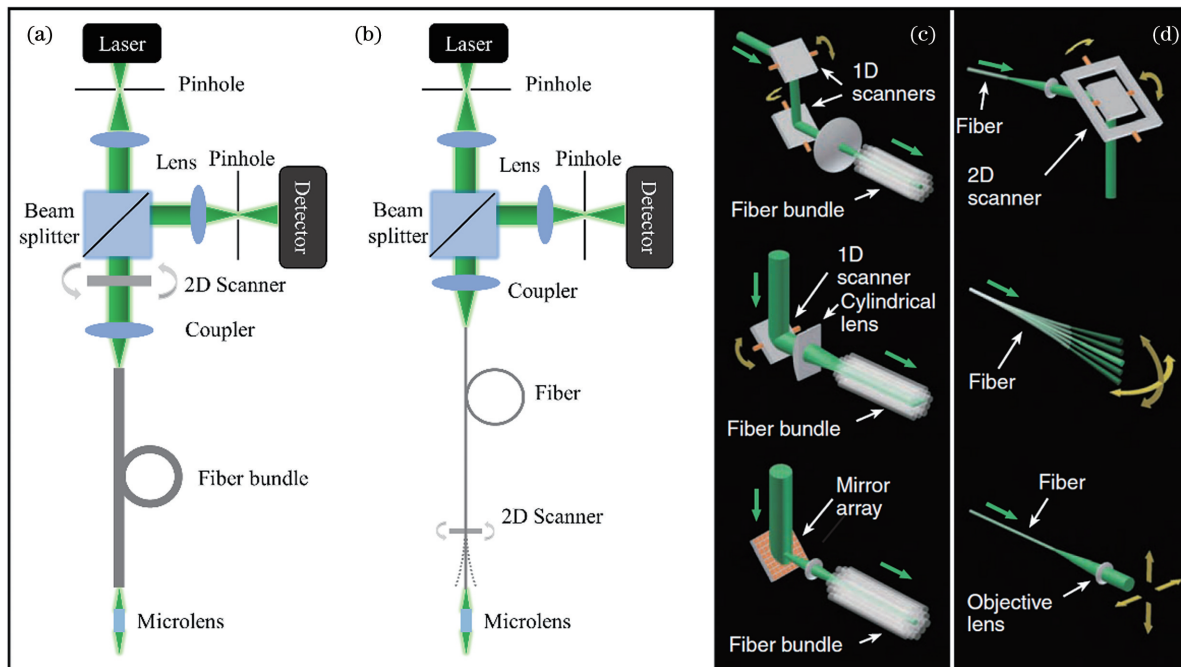 (a)
Laser
Pinhole
Lens
Pinhole
Detector
Beam
splitter
2D Scanner
Coupler
Fiber bundle
Microlens
(b)
Laser
Pinhole
Lens
Pinhole
Detector
Beam
splitter
Coupler
Fiber
2D Scanner
Microlens
(c)
1D
scanners
Fiber bundle
1D
scanner
Cylindrical
lens
Fiber bundle
Mirror
array
Fiber bundle
(d)
Fiber
2D
scanner
Fiber
Fiber
Objective
lens